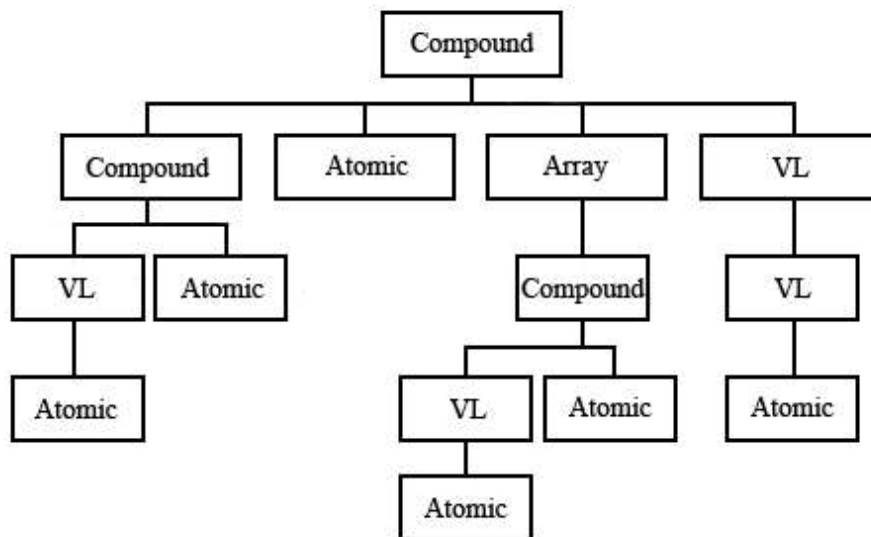 Compound
Compound
Atomic
Array
VL
VL
Atomic
Compound
VL
Atomic
VL
Atomic
Atomic
Atomic